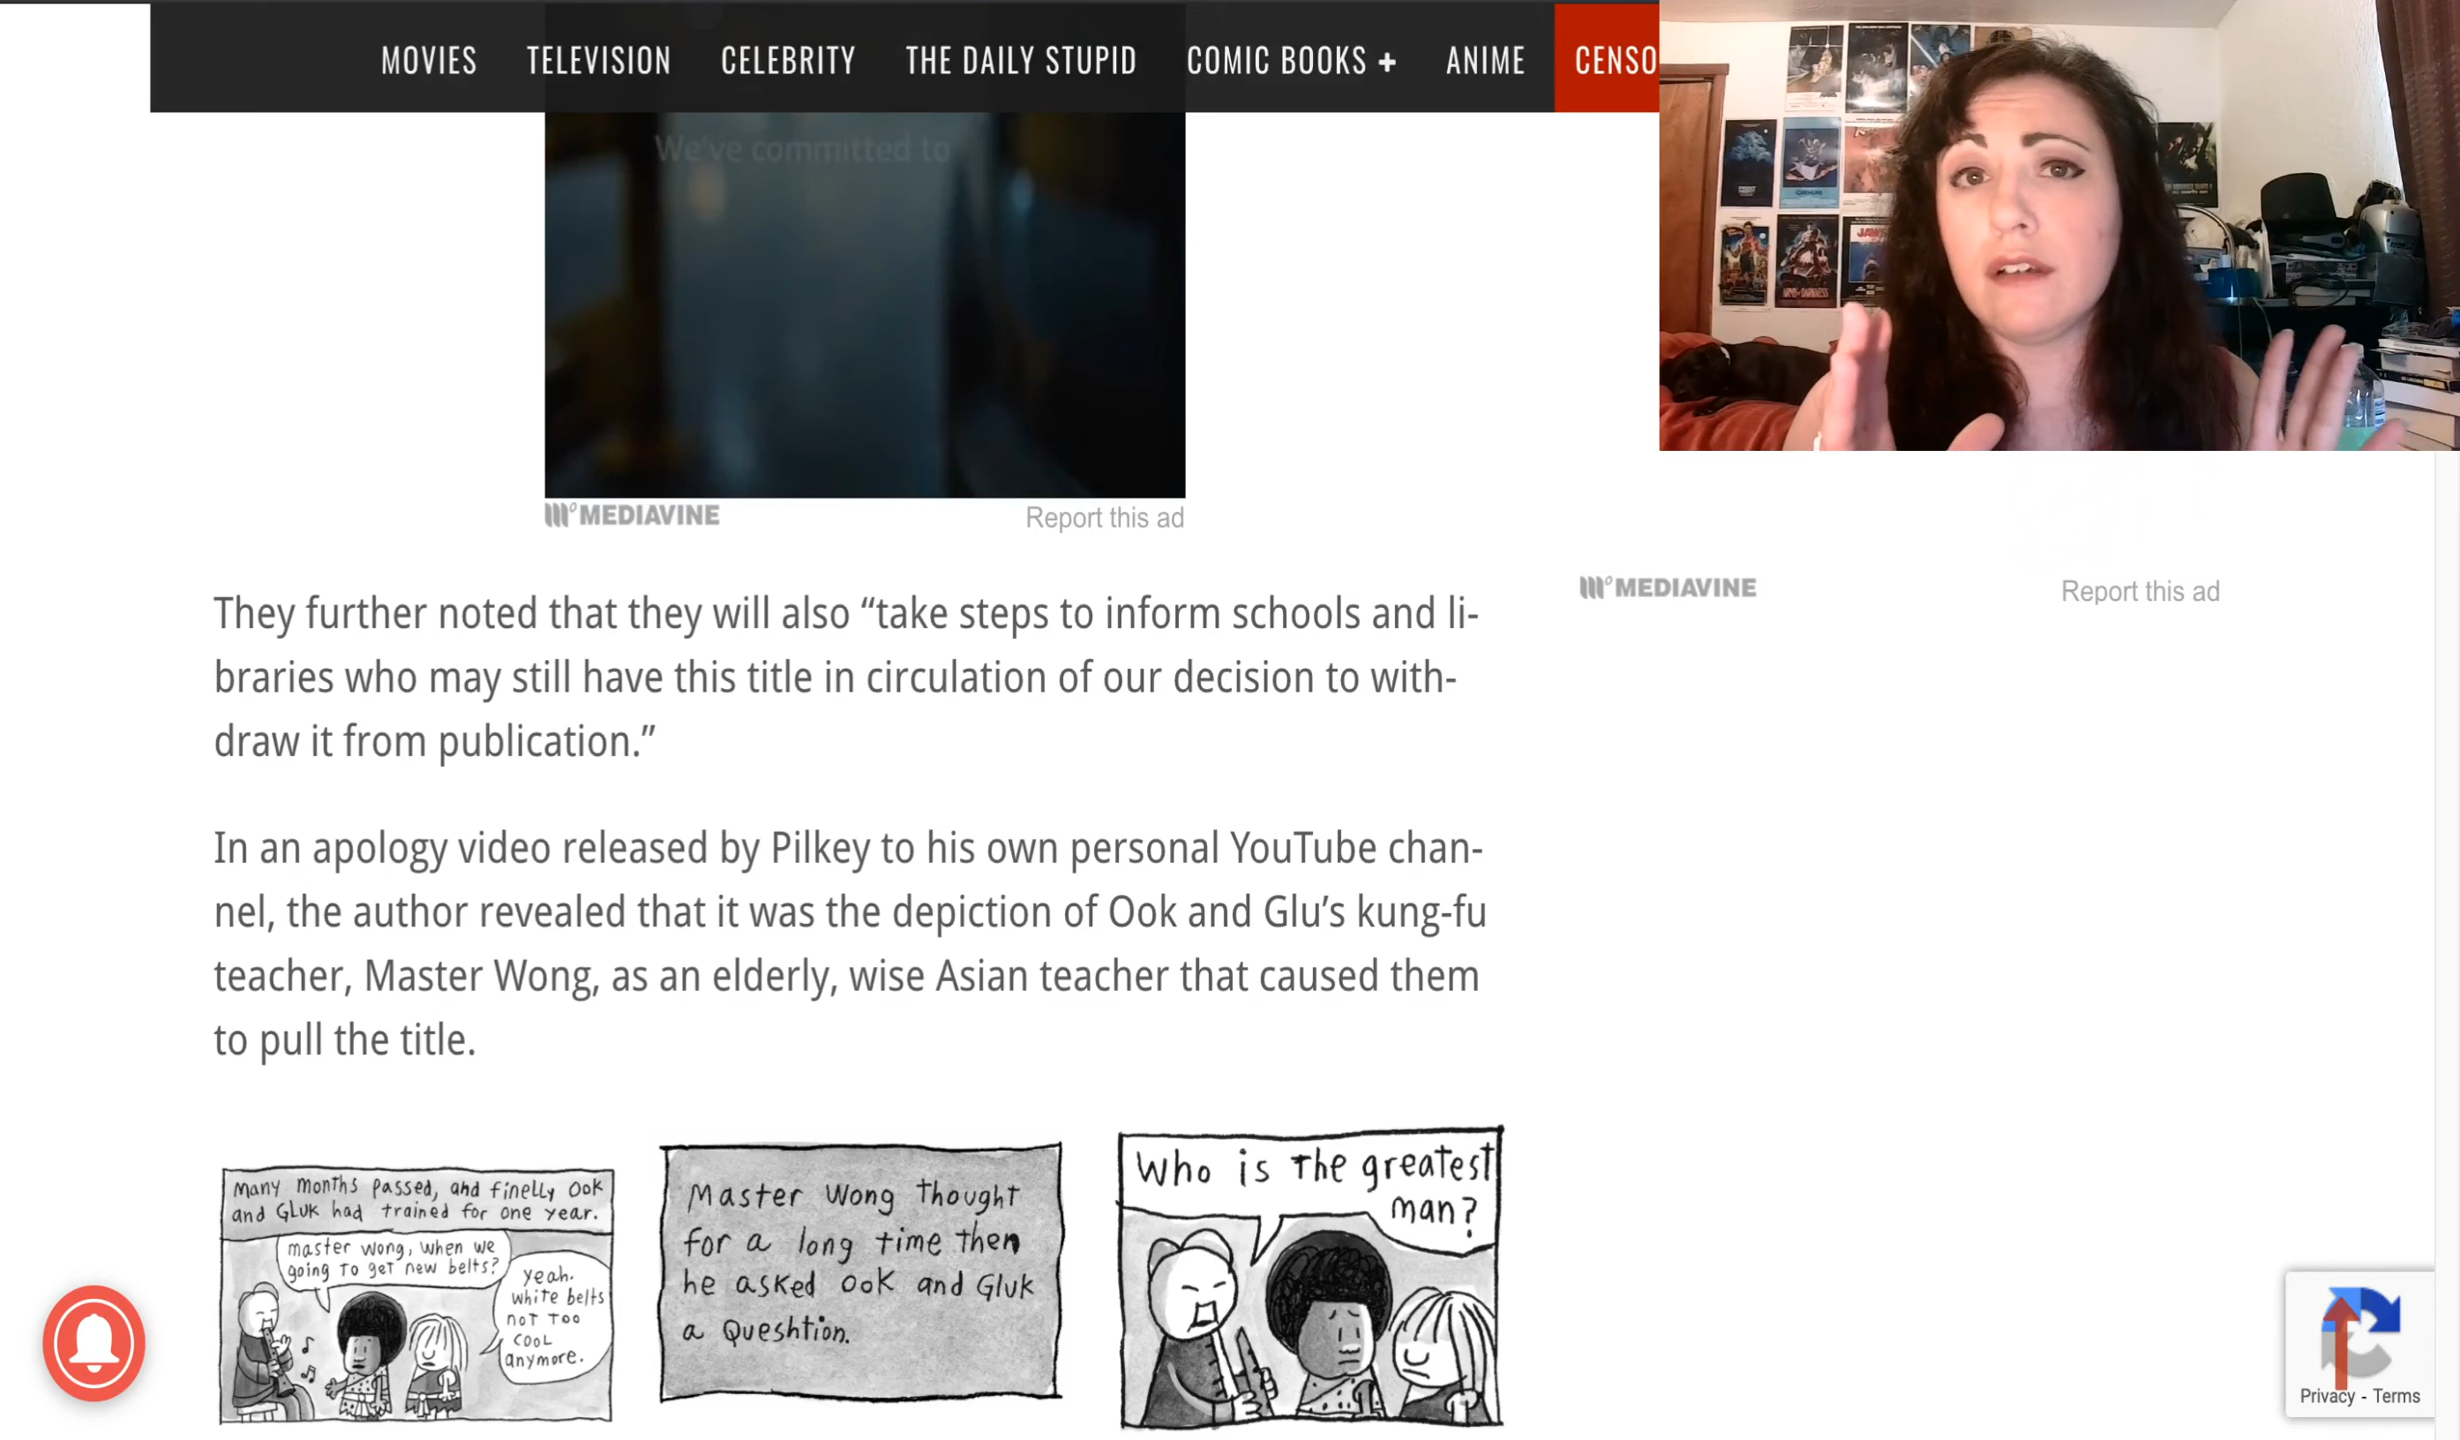 MOVIES TELEVISION CELEBRITY THE DAILY STUPID COMIC BOOKS + ANIME CENSO
We've committed to
MEDIAVINE Report this ad
MEDIAVINE Report this ad
They further noted that they will also “take steps to inform schools and li-
braries who may still have this title in circulation of our decision to with-
draw it from publication.”
In an apology video released by Pilkey to his own personal YouTube chan-
nel, the author revealed that it was the depiction of Ook and Glu’s kung-fu
teacher, Master Wong, as an elderly, wise Asian teacher that caused them
to pull the title.
Many months passed, and finelly Ook
and Gluk had trained for one year.
master wong, when we
going to get new belts?
yeah.
white belts
not too
cool
anymore.
Master Wong thought
for a long time then
he asked ook and Gluk
a Queshtion.
Who is the greatest
man?
Privacy - Terms
JAWS